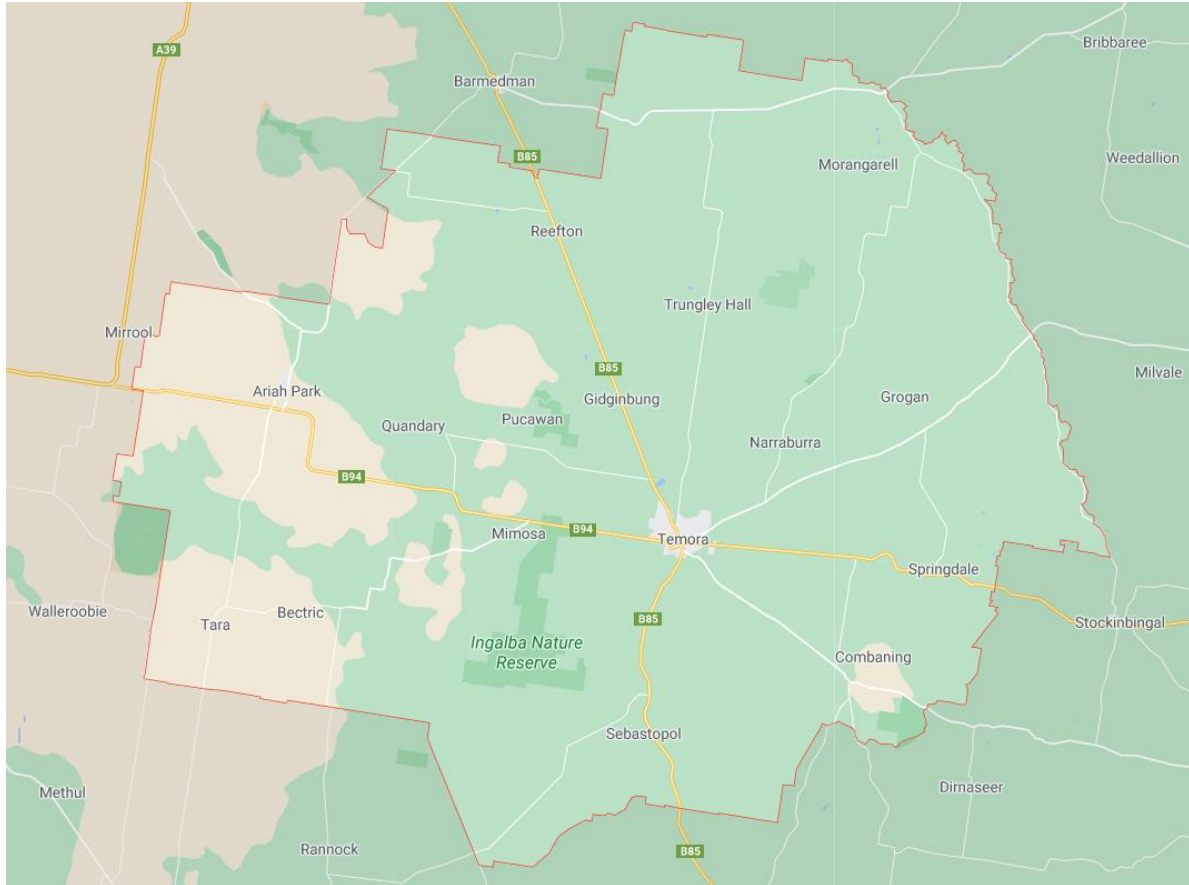 A39
Bribbaree
Barmedman
B85
Morangarell
Weedallion
Reefton
Trungley Hall
Mirrool
B85
Milvale
Ariah Park
Gidginbung
Grogan
Quandary
Pucawan
Narraburra
B94
Mimosa
B94
Temora
Springdale
Walleroobie
Tara
Bectric
B85
Stockinbingal
Ingalba Nature
Reserve
Combaning
Sebastopol
Methul
Dirnaseer
Rannock
B85